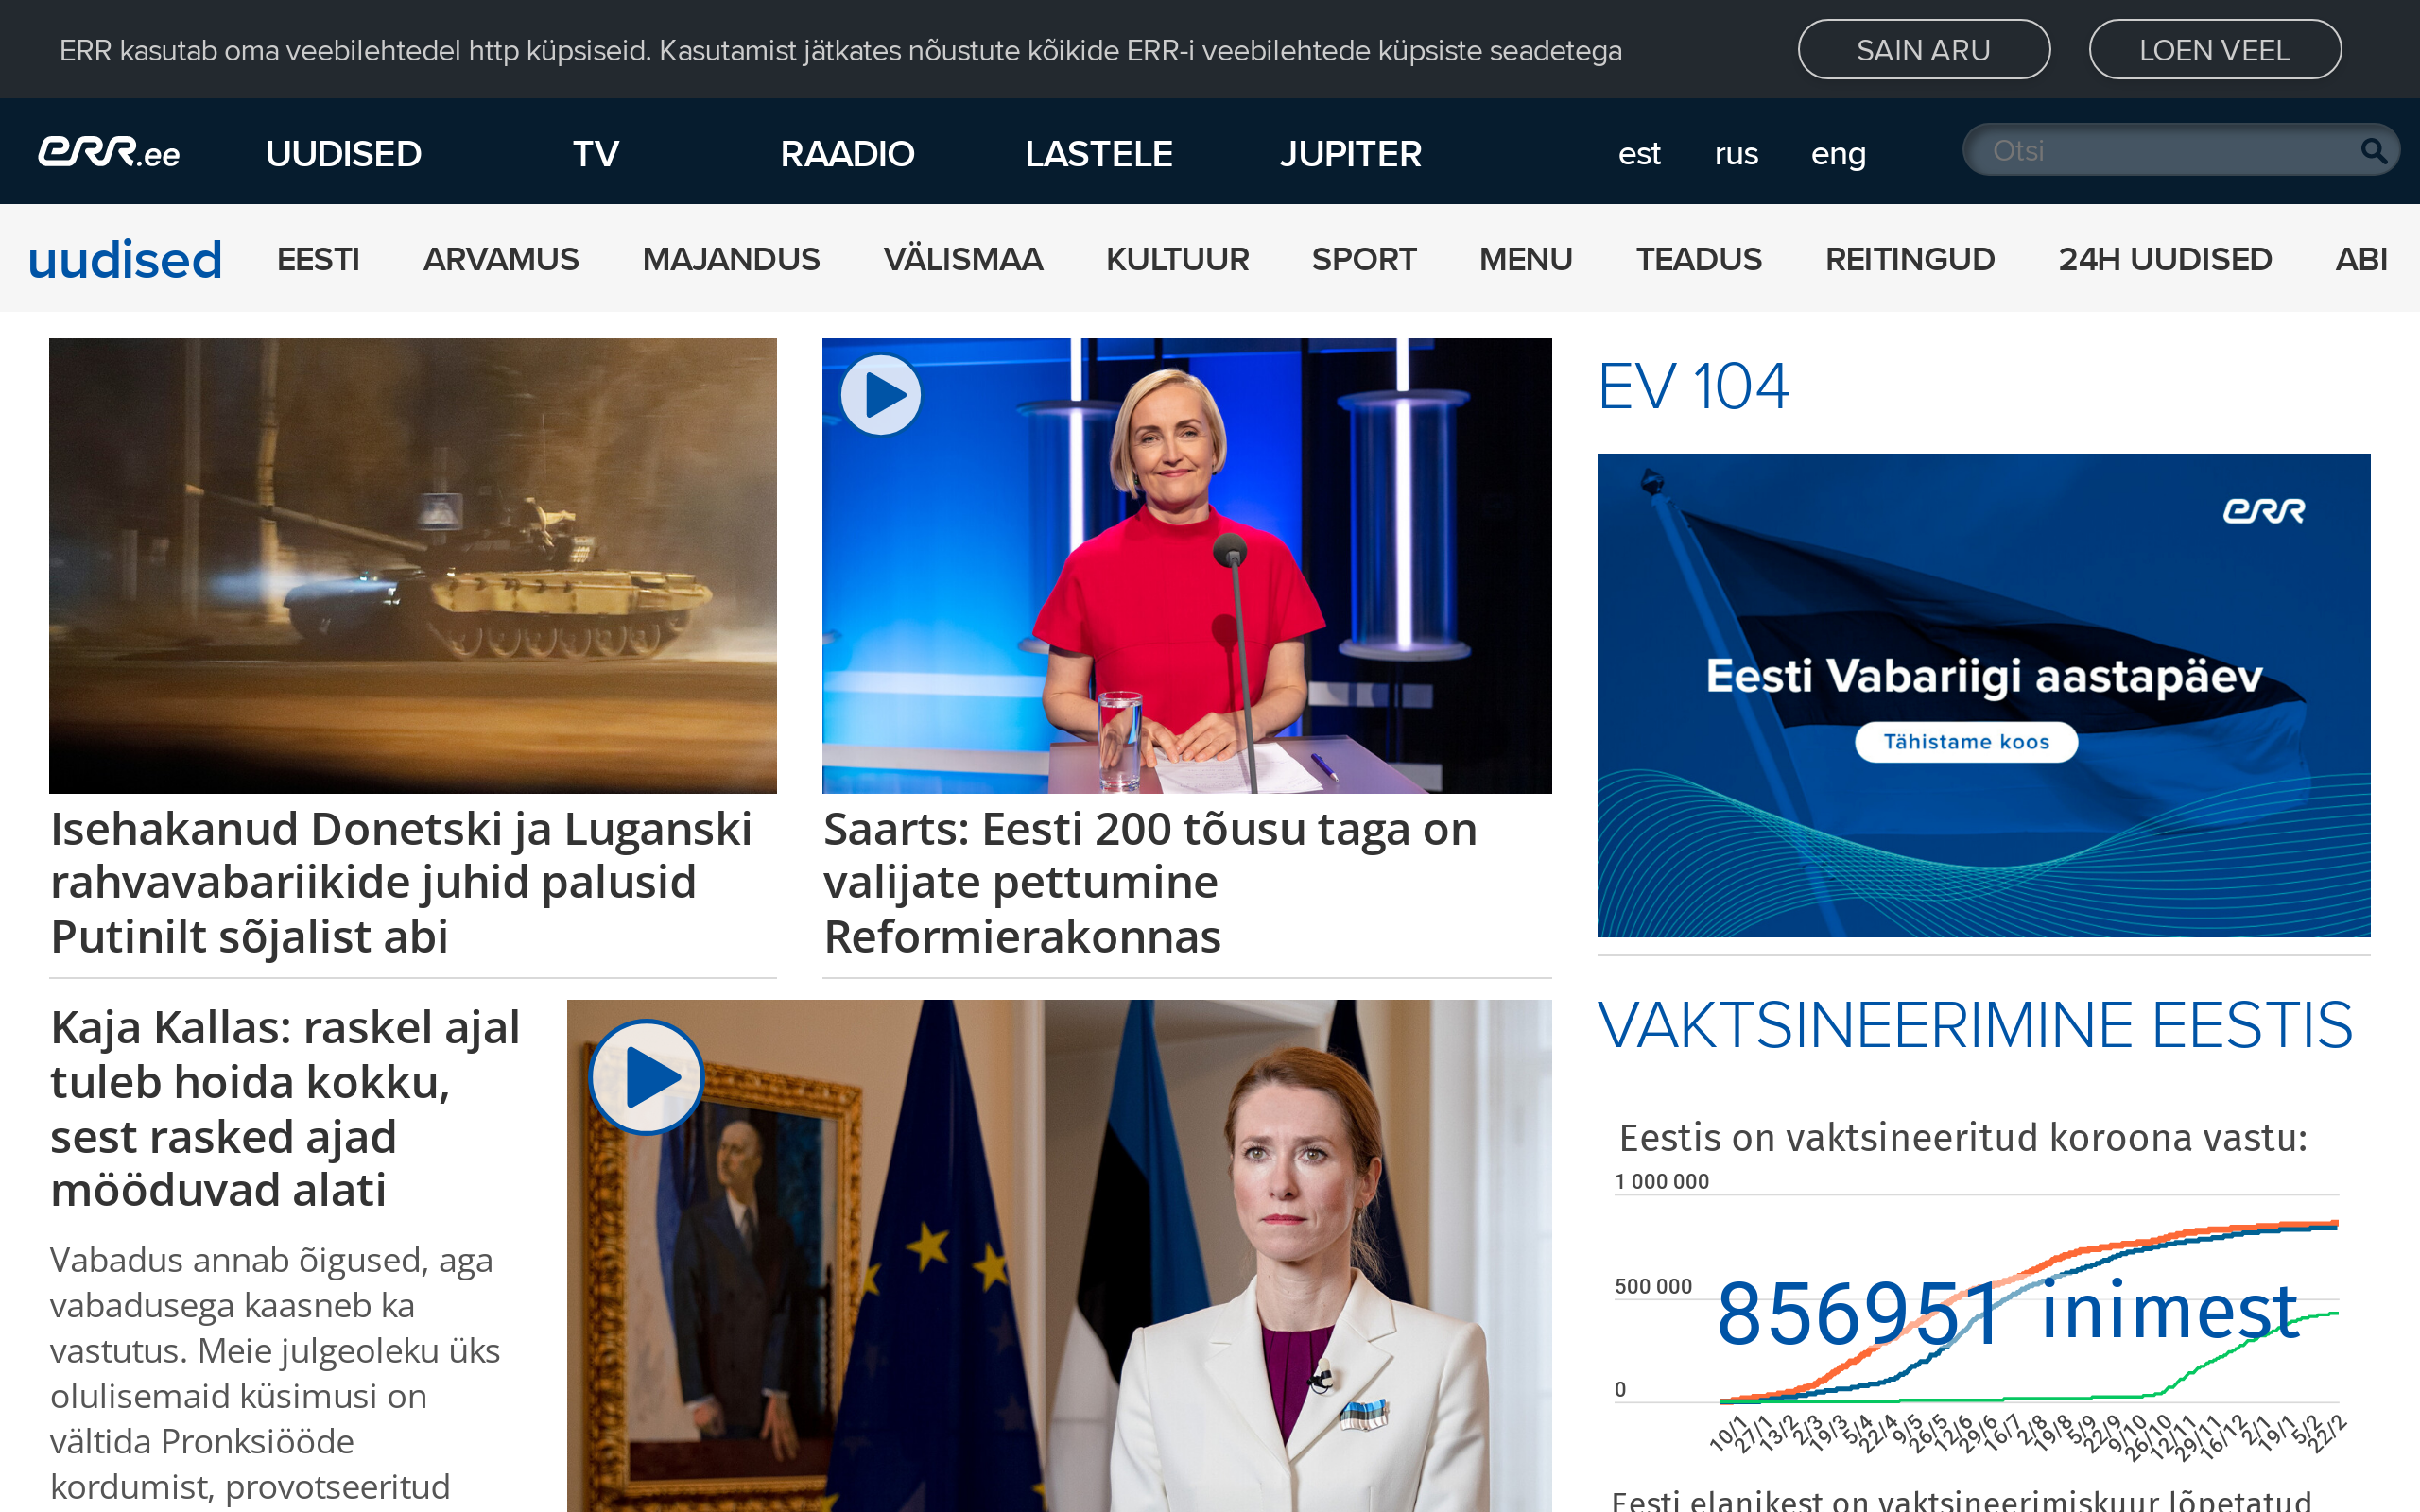 ERR kasutab oma veebilehtedel http küpsiseid. Kasutamist jätkates nõustute kõikide ERR-i veebilehtede küpsiste seadetega
SAIN ARU
LOEN VEEL
err.ee
UUDISED
TV
RAADIO
LASTELE
JUPITER
est
rus
eng
Otsi
uudised
EESTI
ARVAMUS
MAJANDUS
VÄLISMAA
KULTUUR
SPORT
MENU
TEADUS
REITINGUD
24H UUDISED
ABI
Isehakanud Donetski ja Luganski
rahvavabariikide juhid palusid
Putinilt sõjalist abi
Saarts: Eesti 200 tõusu taga on
valijate pettumine
Reformierakonnas
Kaja Kallas: raskel ajal
tuleb hoida kokku,
sest rasked ajad
mööduvad alati
Vabadus annab õigused, aga
vabadusega kaasneb ka
vastutus. Meie julgeoleku üks
olulisemaid küsimusi on
vältida Pronksiööde
kordumist, provotseeritud
EV 104
err
Eesti Vabariigi aastapäev
Tähistame koos
VAKTSINEERIMINE EESTIS
Eestis on vaktsineeritud koroona vastu:
1 000 000
500 000
0
856951 inimest
10/1
27/1
13/2
2/3
19/3
5/4
22/4
9/5
26/5
12/6
29/6
16/7
2/8
19/8
5/9
22/9
9/10
26/10
12/11
29/11
16/12
2/1
19/1
5/2
22/2
Eesti elanikest on vaktsineerimiskuur lõpetatud